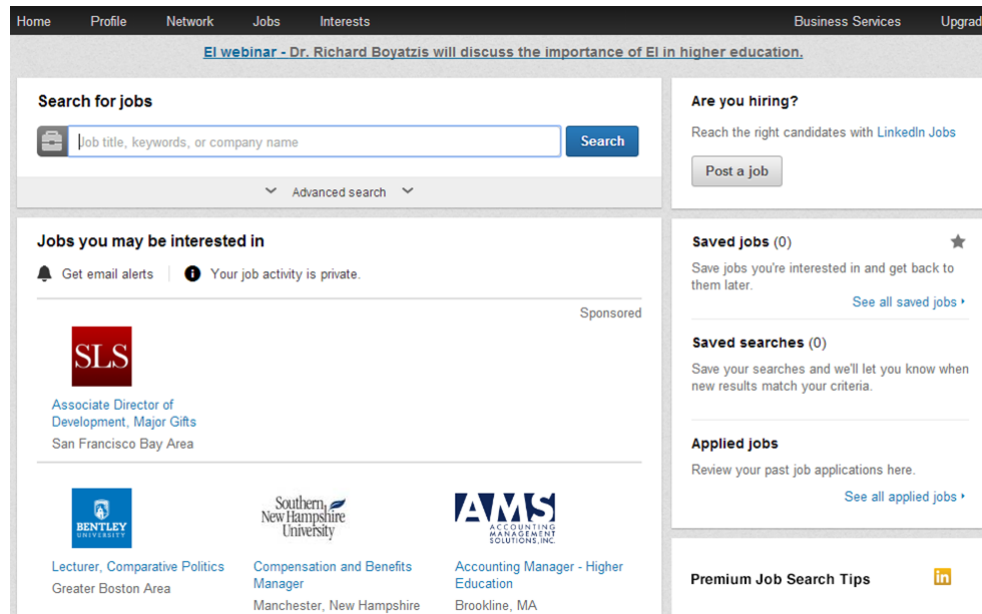 Home Profile Network Jobs Interests Business Services Upgrad
EI webinar - Dr. Richard Boyatzis will discuss the importance of EI in higher education.
Search for jobs
Job title, keywords, or company name
Search
Advanced search
Jobs you may be interested in
Get email alerts
Your job activity is private.
Sponsored
SLS
Associate Director of
Development, Major Gifts
San Francisco Bay Area
BENTLEY
UNIVERSITY
Lecturer, Comparative Politics
Greater Boston Area
Southern
New Hampshire
University
Compensation and Benefits
Manager
Manchester, New Hampshire
AMS
ACCOUNTING
MANAGEMENT
SOLUTIONS, INC.
Accounting Manager - Higher
Education
Brookline, MA
Are you hiring?
Reach the right candidates with LinkedIn Jobs
Post a job
Saved jobs (0)
Save jobs you're interested in and get back to
them later.
See all saved jobs
Saved searches (0)
Save your searches and we'll let you know when
new results match your criteria.
Applied jobs
Review your past job applications here.
See all applied jobs
Premium Job Search Tips
in